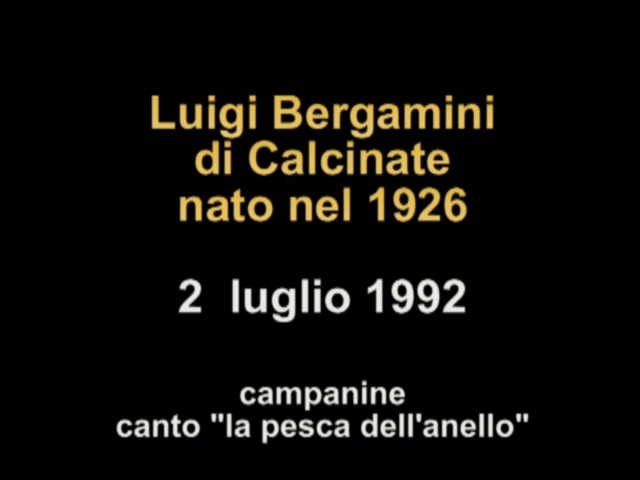 Luigi Bergamini
di Calcinate
nato nel 1926
2 luglio 1992
campanine
canto "la pesca dell'anello"